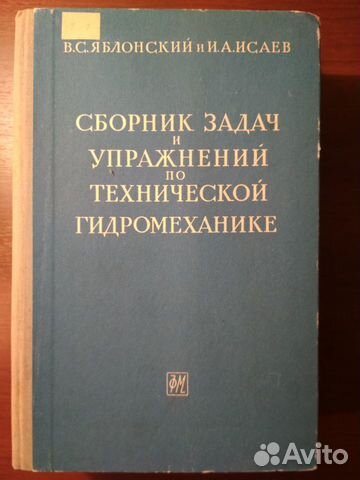 В.С.ЯБЛОНСКИЙ и И.А.ИСАЕВ
СБОРНИК ЗАДАЧ
И
УПРАЖНЕНИЙ
ПО
ТЕХНИЧЕСКОЙ
ГИДРОМЕХАНИКЕ
ФМ
Avito